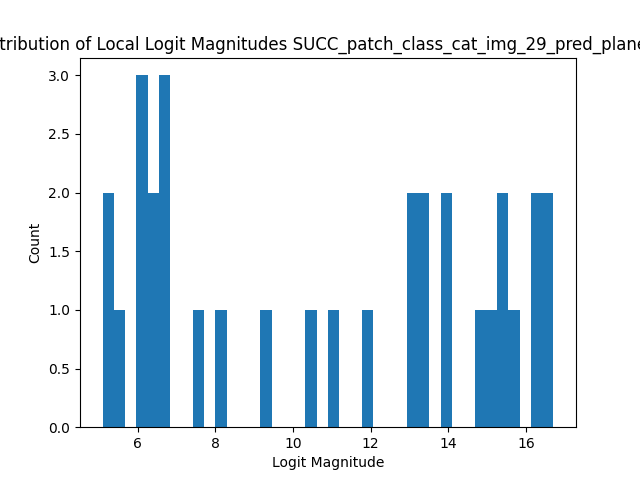 tribution of Local Logit Magnitudes SUCC_patch_class_cat_img_29_pred_plane
3.0
2.5
2.0
1.5
1.0
0.5
0.0
Count
6 8 10 12 14 16
Logit Magnitude